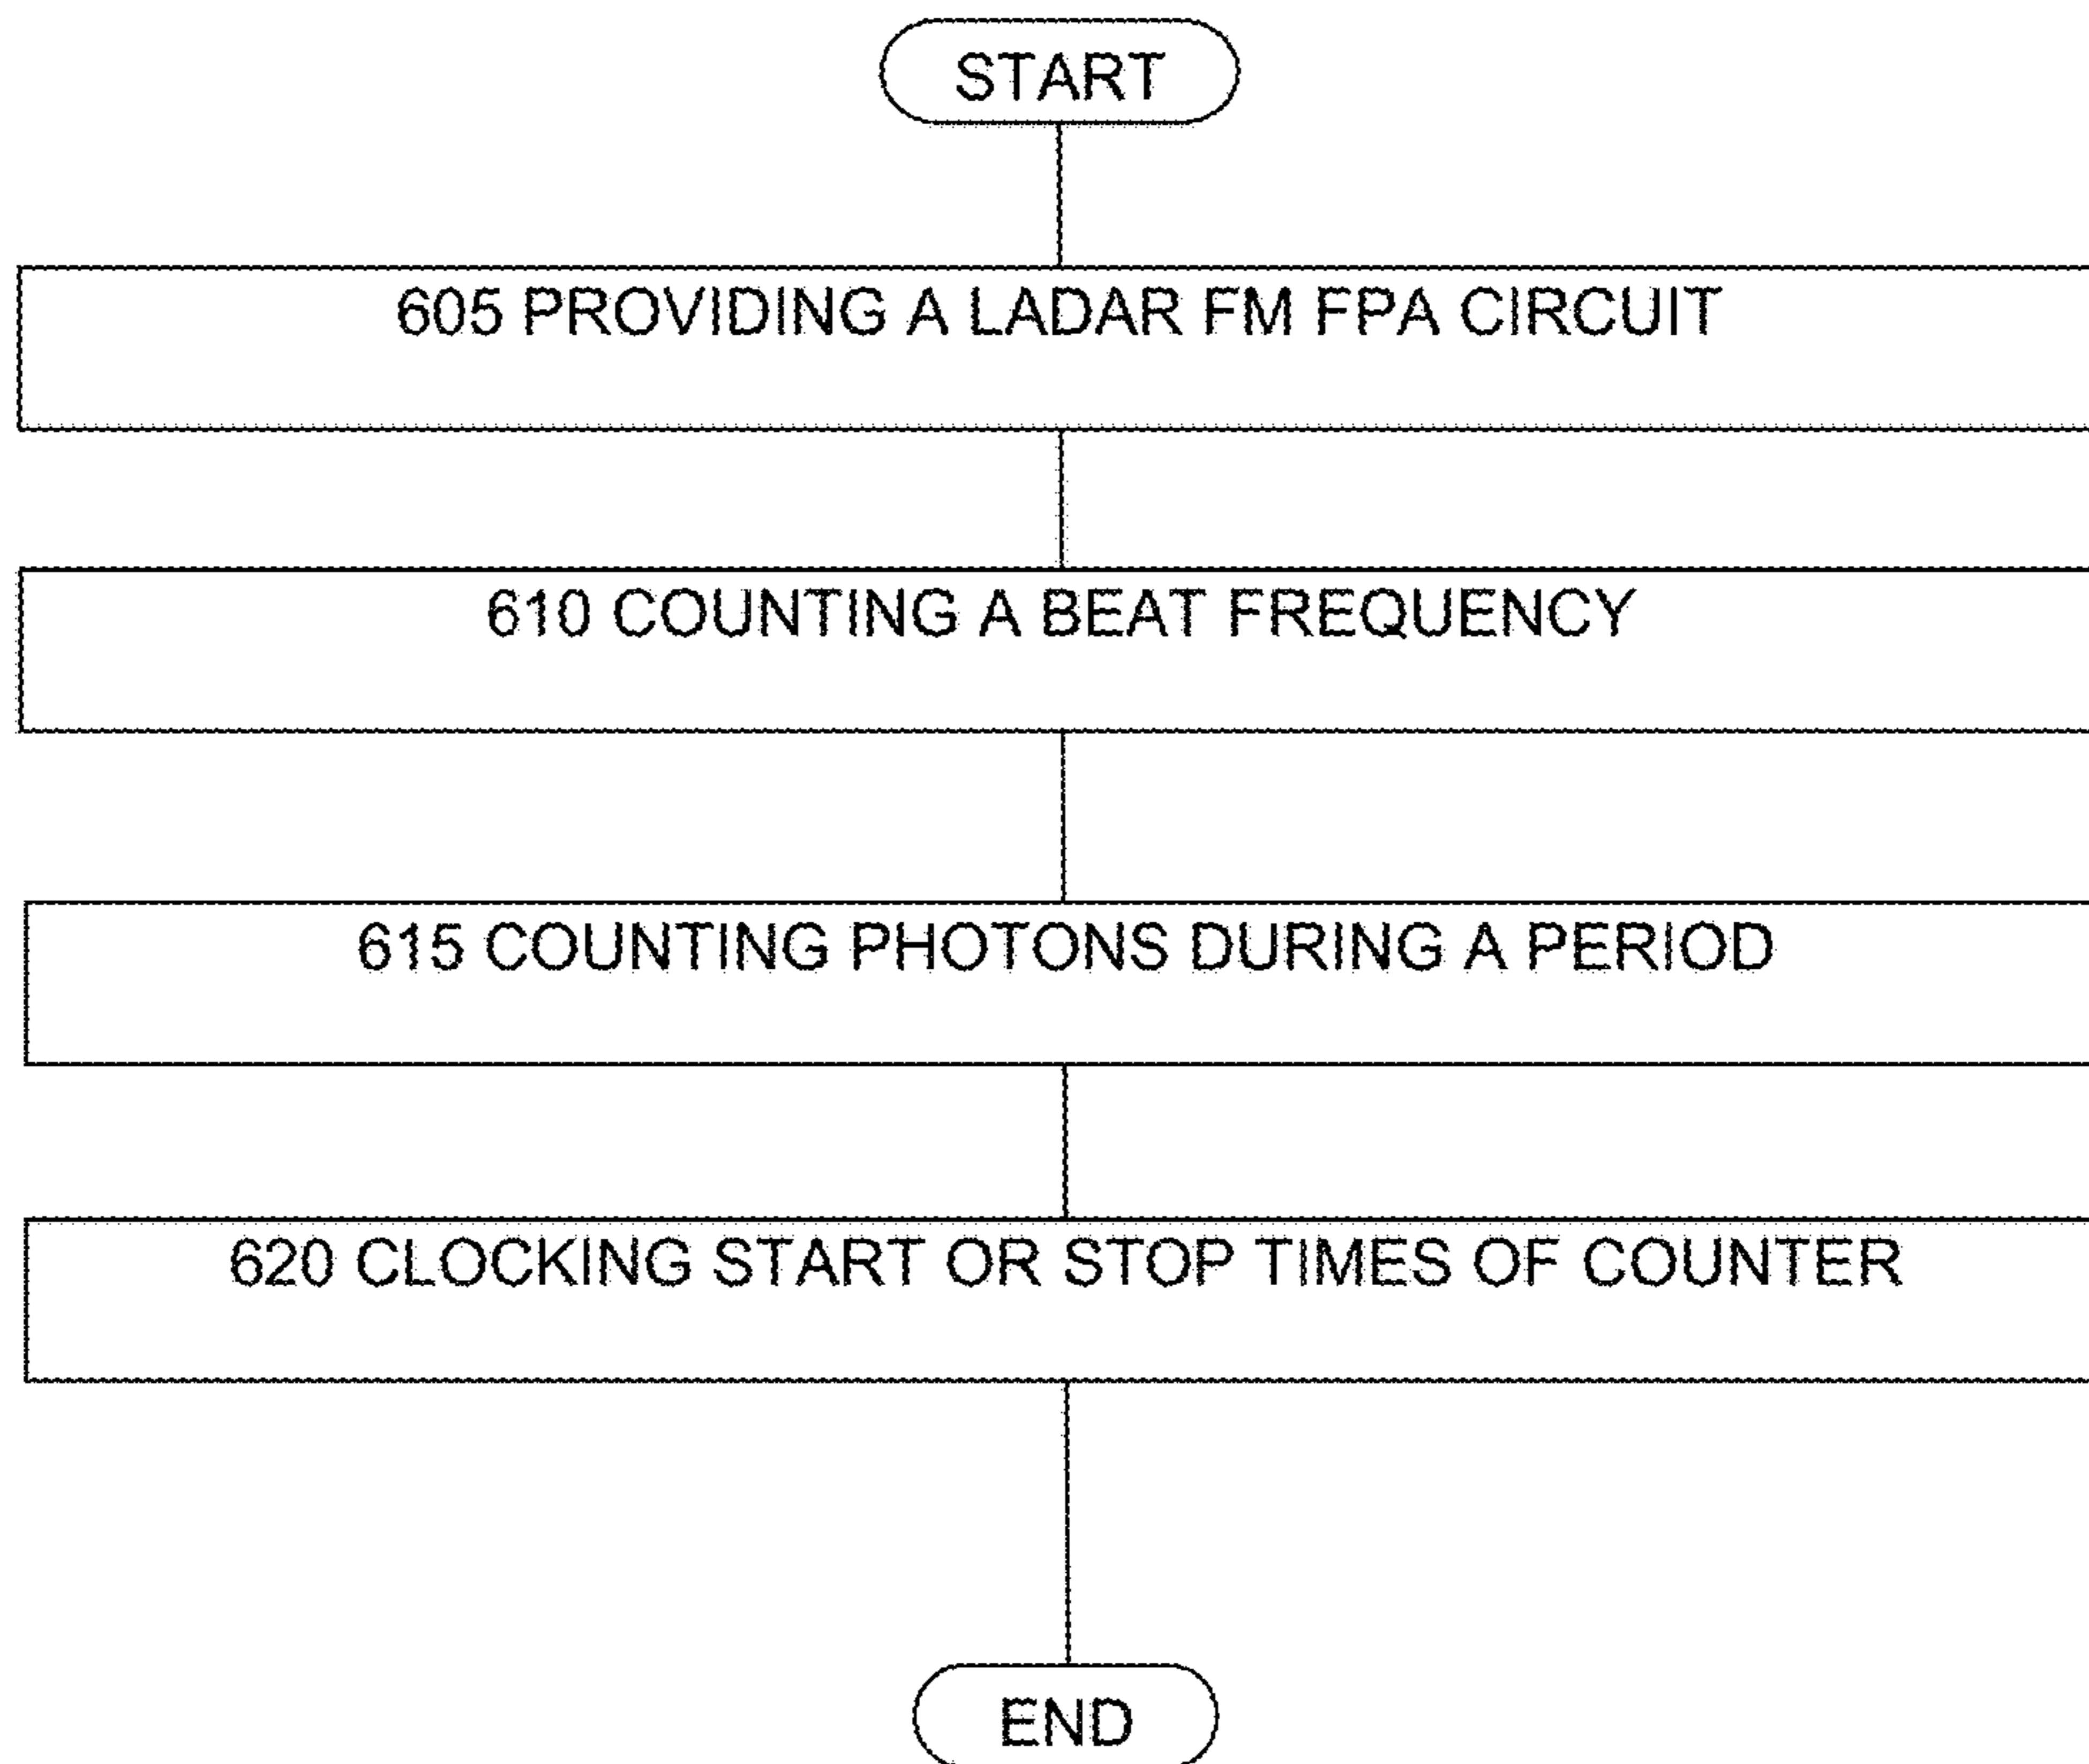 START
605 PROVIDING A LADAR FM FPA CIRCUIT
610 COUNTING A BEAT FREQUENCY
615 COUNTING PHOTONS DURING A PERIOD
620 CLOCKING START OR STOP TIMES OF COUNTER
END